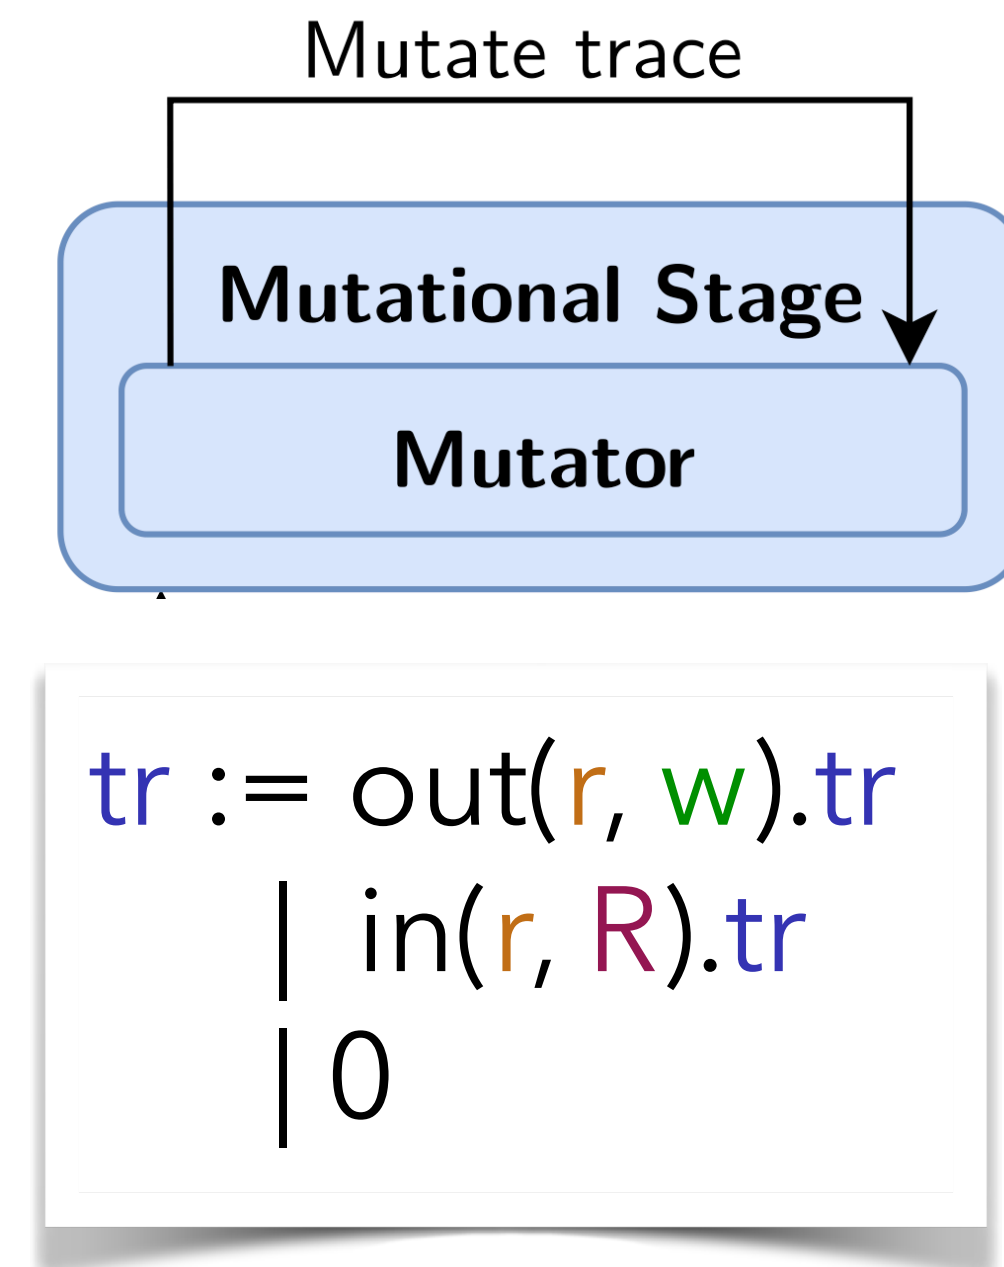 Mutate trace
Mutational Stage
Mutator
tr := out(r, w).tr
| in(r, R).tr
| 0